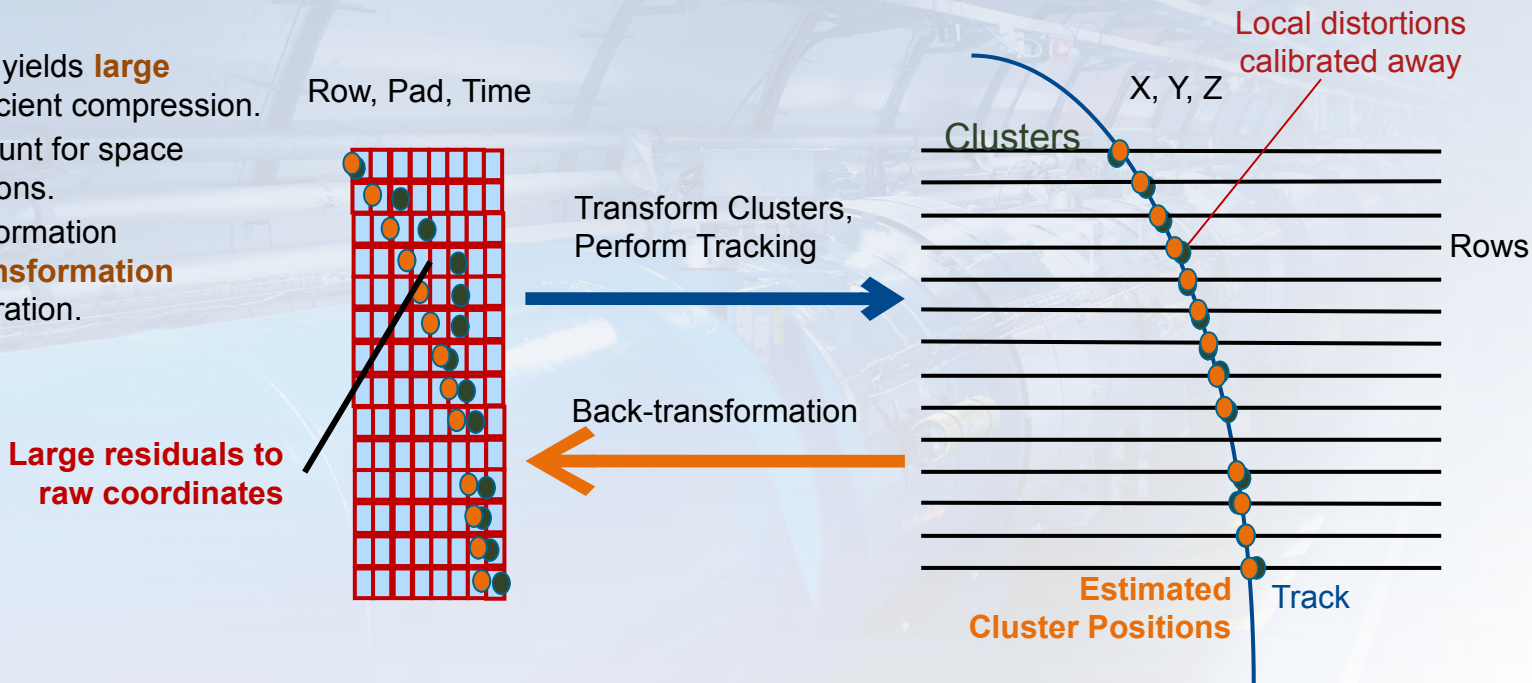 yields large
cient compression.
unt for space
ons.
ormation
nsformation
ration.
Row, Pad, Time
Large residuals to
raw coordinates
Transform Clusters,
Perform Tracking
Back-transformation
Local distortions
calibrated away
X, Y, Z
Clusters
Rows
Estimated
Cluster Positions
Track